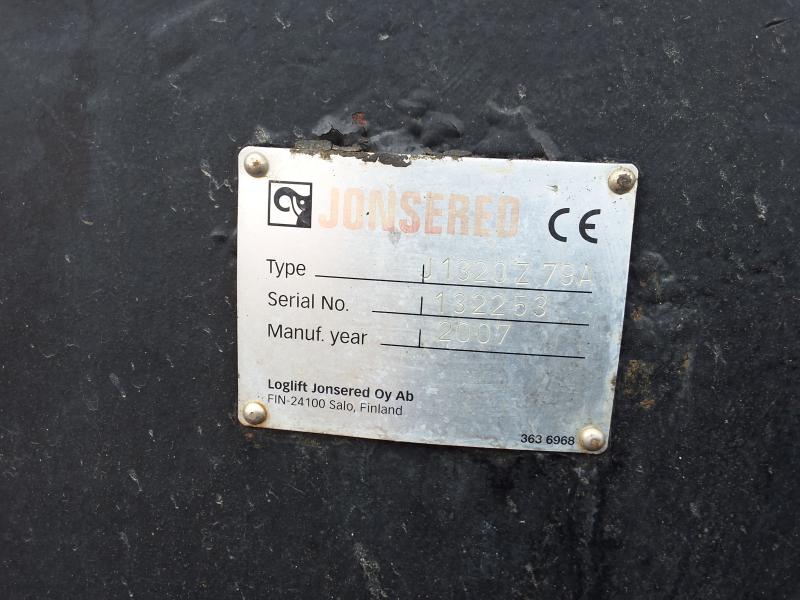 JONSERED CE
Type J1820Z 79A
Serial No. 132253
Manuf. year 2007
Loglift Jonsered Oy Ab
FIN-24100 Salo, Finland
363 6968